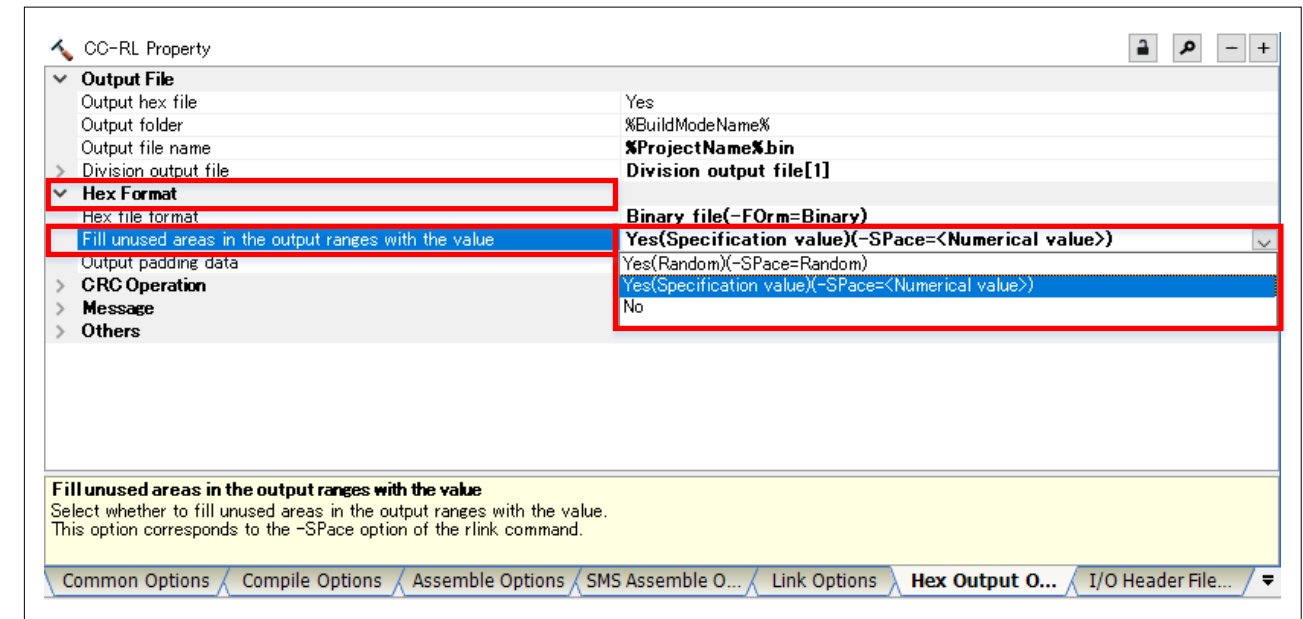 CC-RL Property
Output File
Output hex file Yes
Output folder %BuildModeName%
Output file name %ProjectName%.bin
Division output file Division output file[1]
Hex Format
Hex file format Binary file(-FOrm=Binary)
Fill unused areas in the output ranges with the value Yes(Specification value)(-SPace=<Numerical value>)
Output padding data Yes(Random)(-SPace=Random)
CRC Operation Yes(Specification value)(-SPace=<Numerical value>)
Message No
Others
Fill unused areas in the output ranges with the value
Select whether to fill unused areas in the output ranges with the value.
This option corresponds to the -SPace option of the rlink command.
Common Options Compile Options Assemble Options SMS Assemble O... Link Options Hex Output O... I/O Header File...